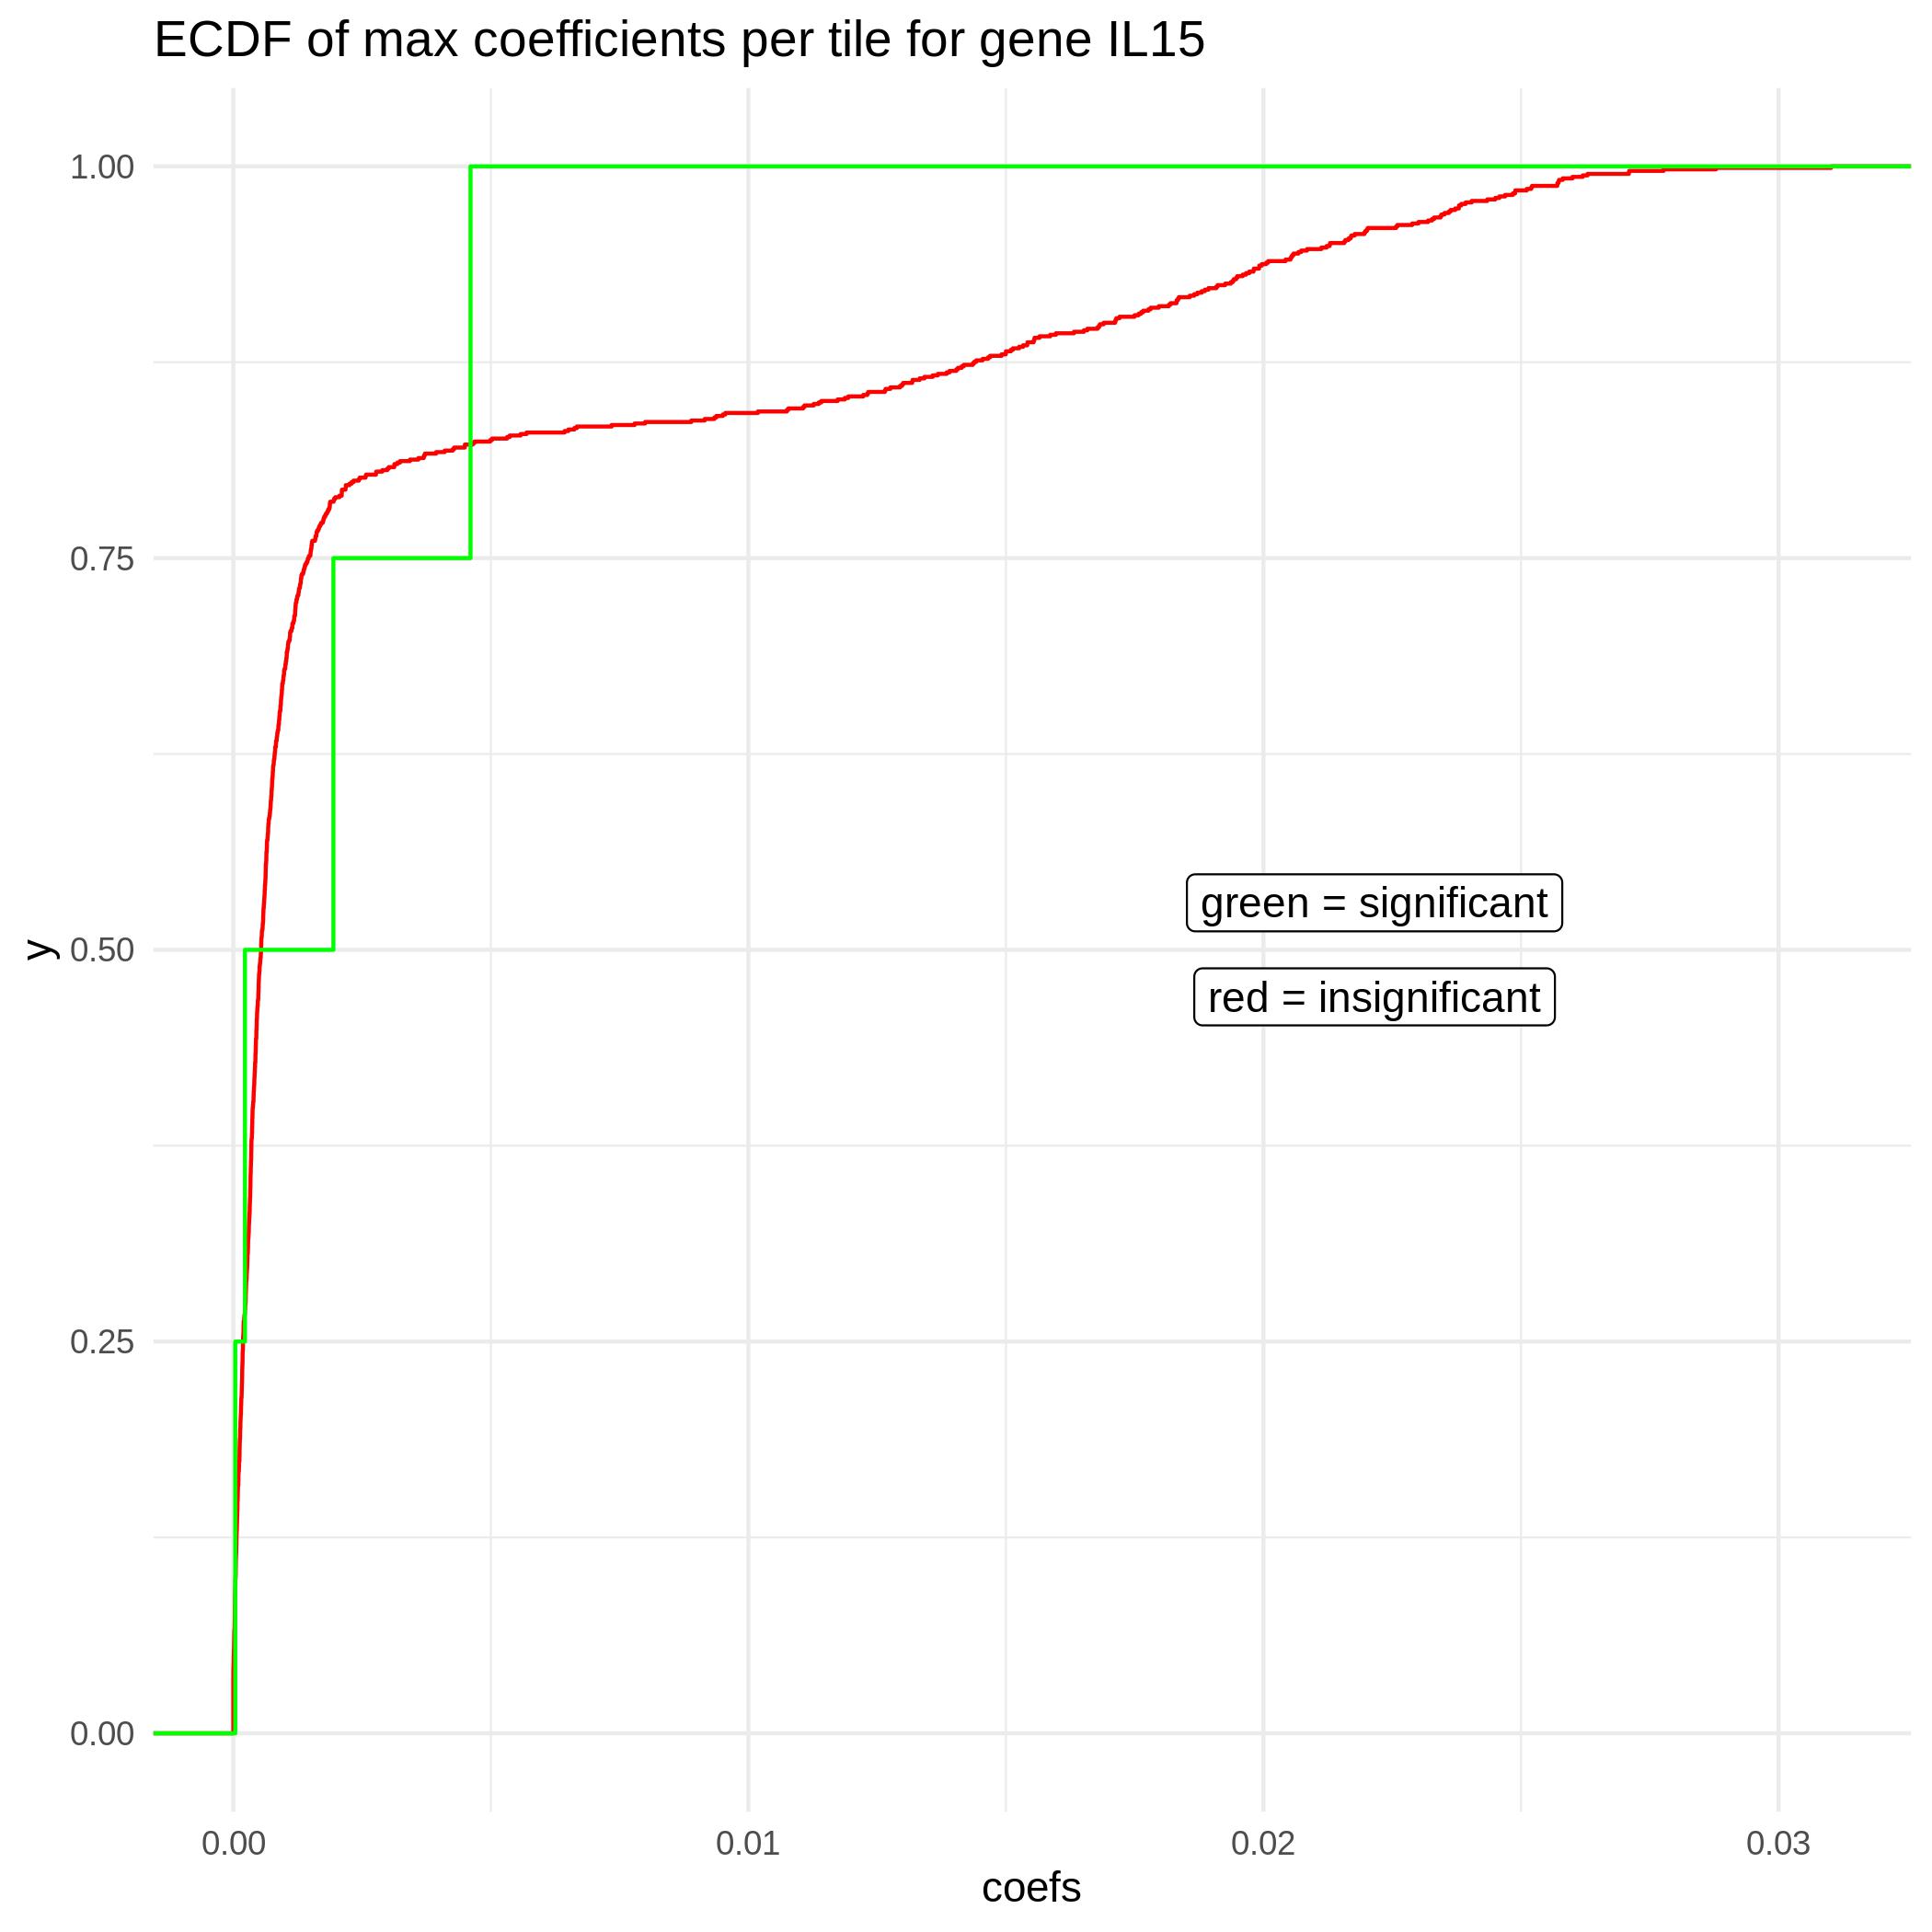 ECDF of max coefficients per tile for gene IL15
1.00
0.75
0.50
0.25
0.00
y
green = significant
red = insignificant
0.00 0.01 0.02 0.03
coefs